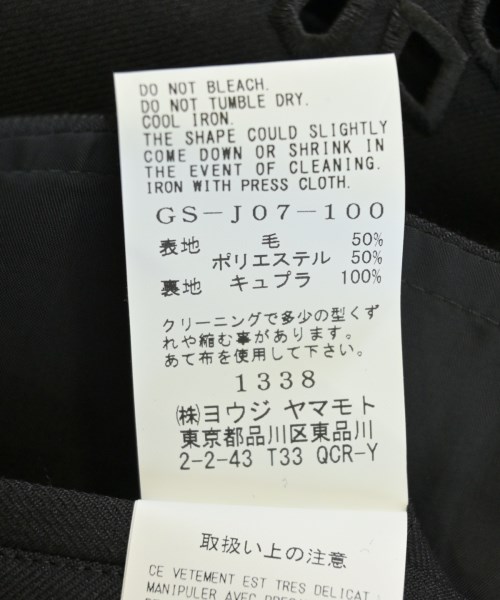 DO NOT BLEACH.
DO NOT TUMBLE DRY.
COOL IRON.
THE SHAPE COULD SLIGHTLY
COME DOWN OR SHRINK IN
THE EVENT OF CLEANING.
IRON WITH PRESS CLOTH.
GS-J07-100
表地 毛 50%
ポリエステル 50%
裏地 キュプラ 100%
クリーニングで多少の型くず
れや縮む事があります。
あて布を使用して下さい。
1338
㈱ヨウジ ヤマモト
東京都品川区東品川
2-2-43 T33 QCR-Y
取扱い上の注意
CE VETEMENT EST TRES DELICAT
MANIPULER AVEC